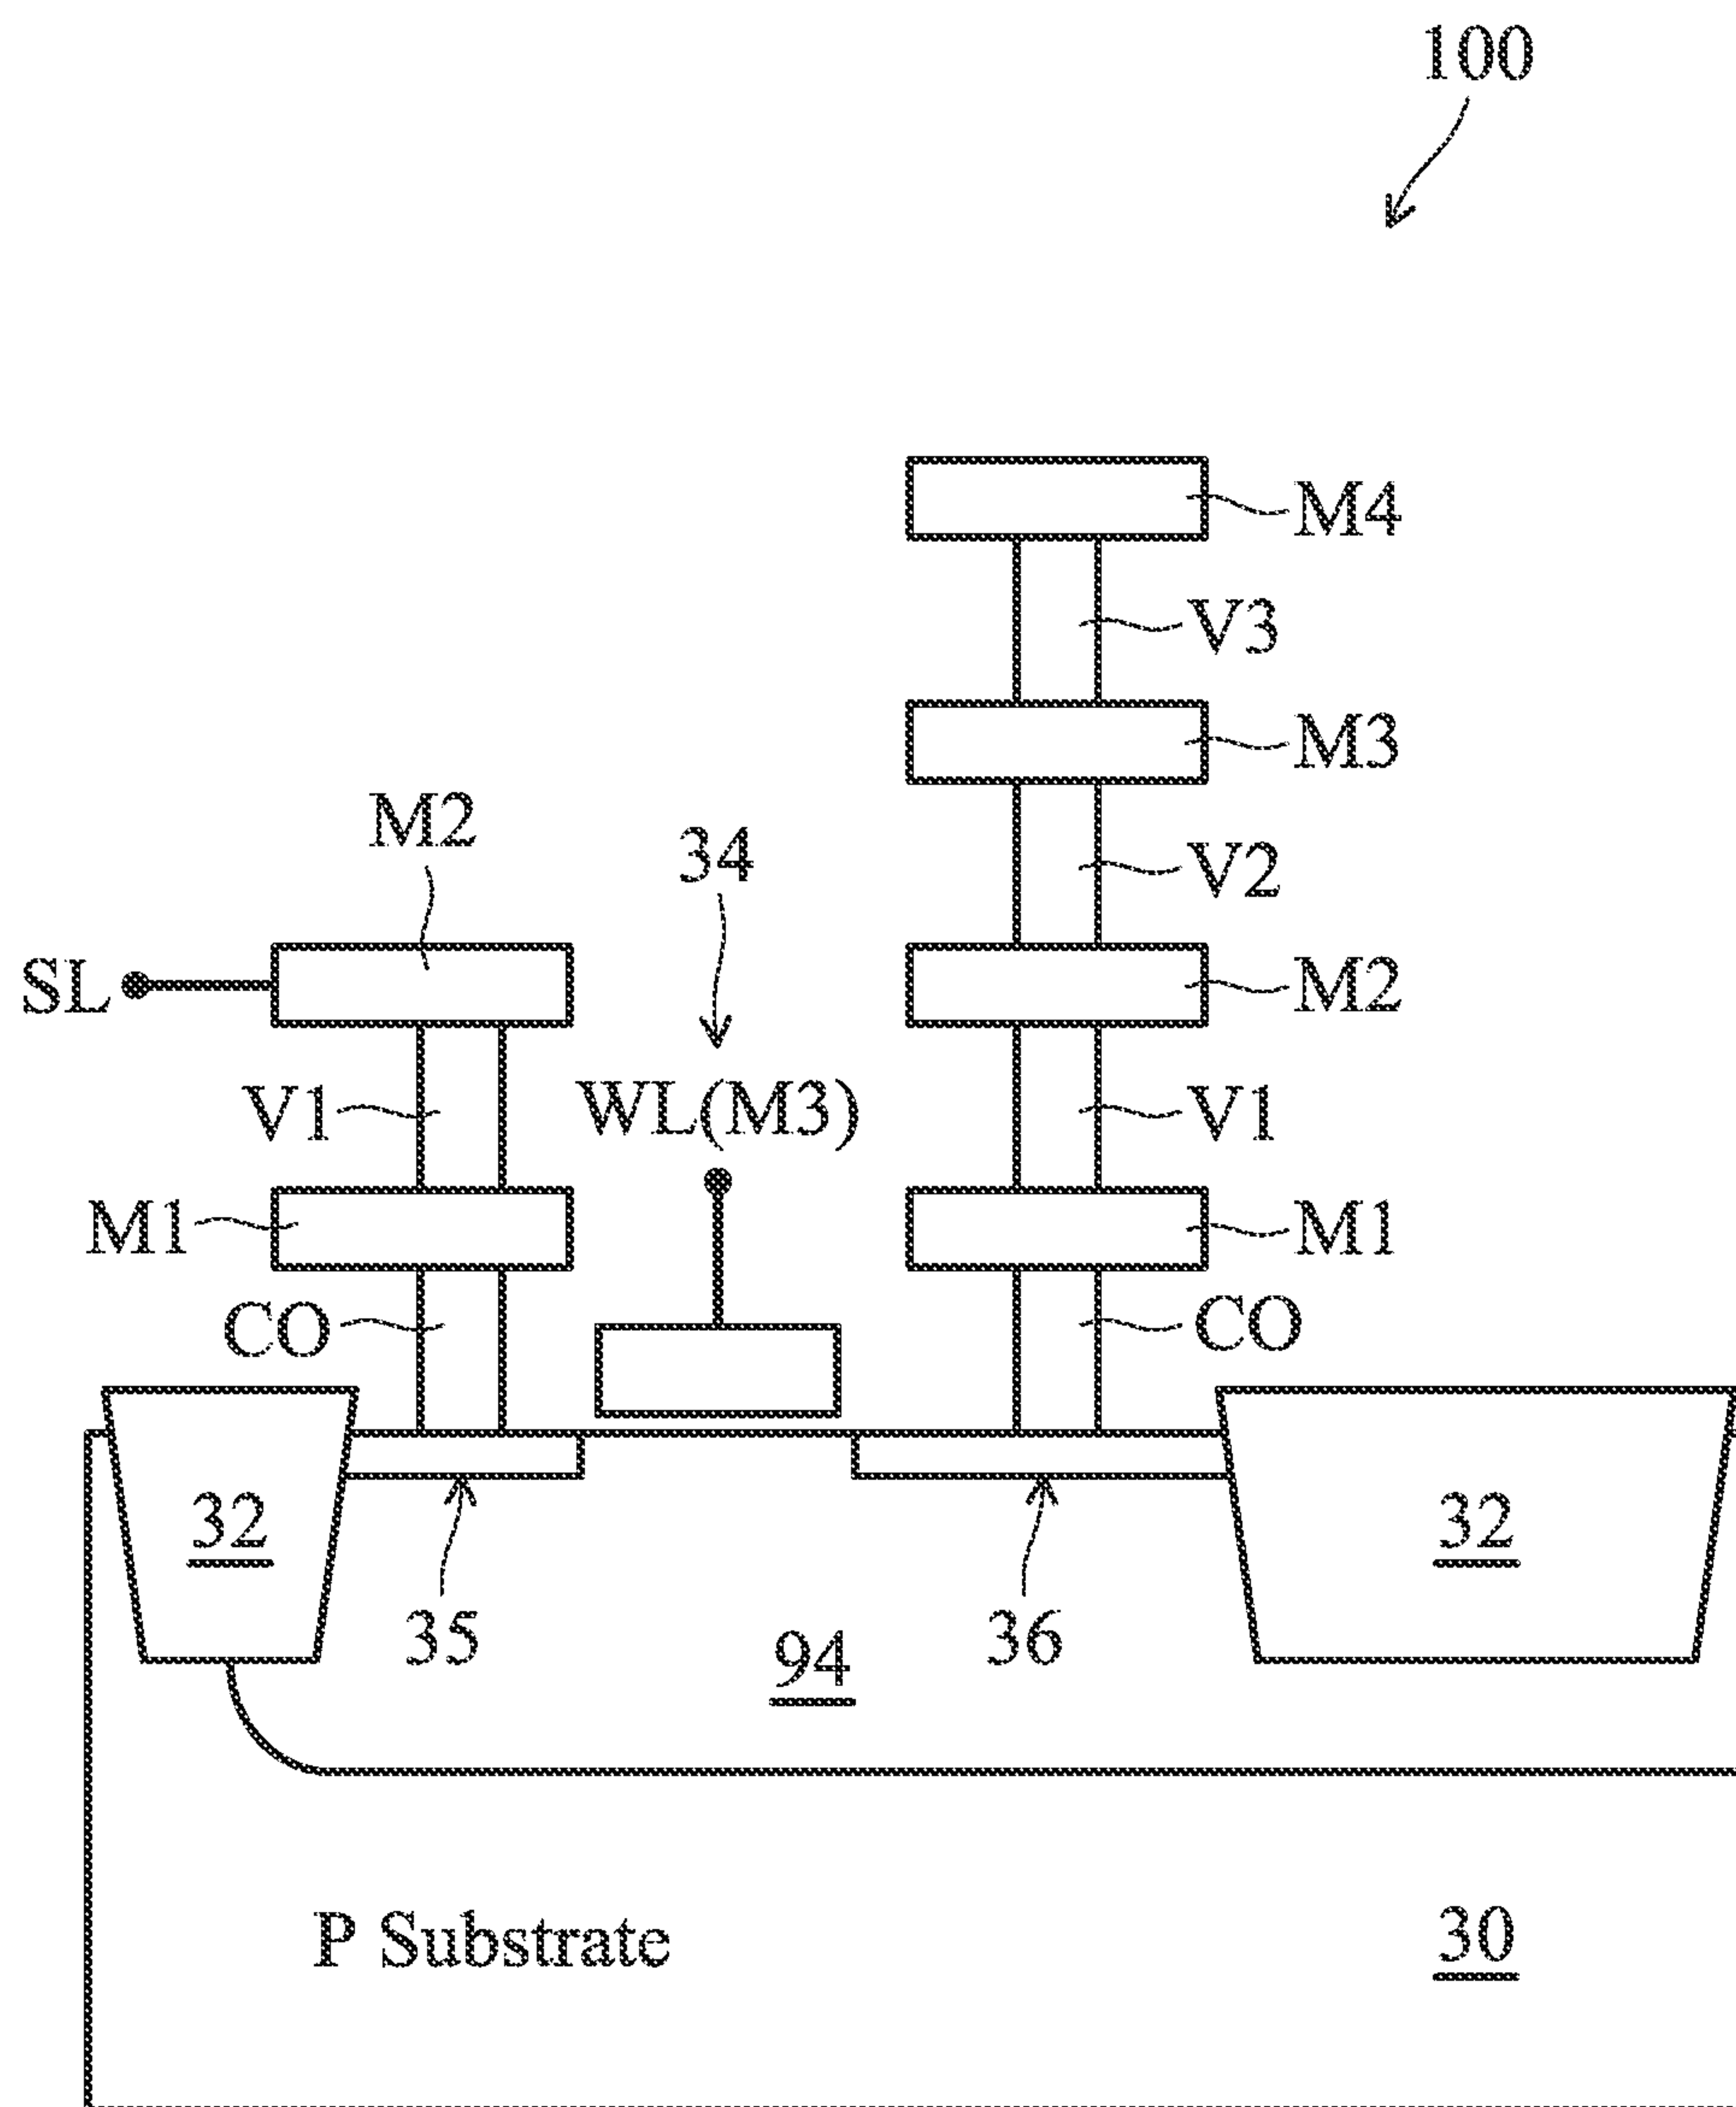 100
M4
V3
M3
M2
34
V2
SL
M2
V1
WL(M3)
V1
M1
M1
CO
CO
32
32
35
94
36
P Substrate
30